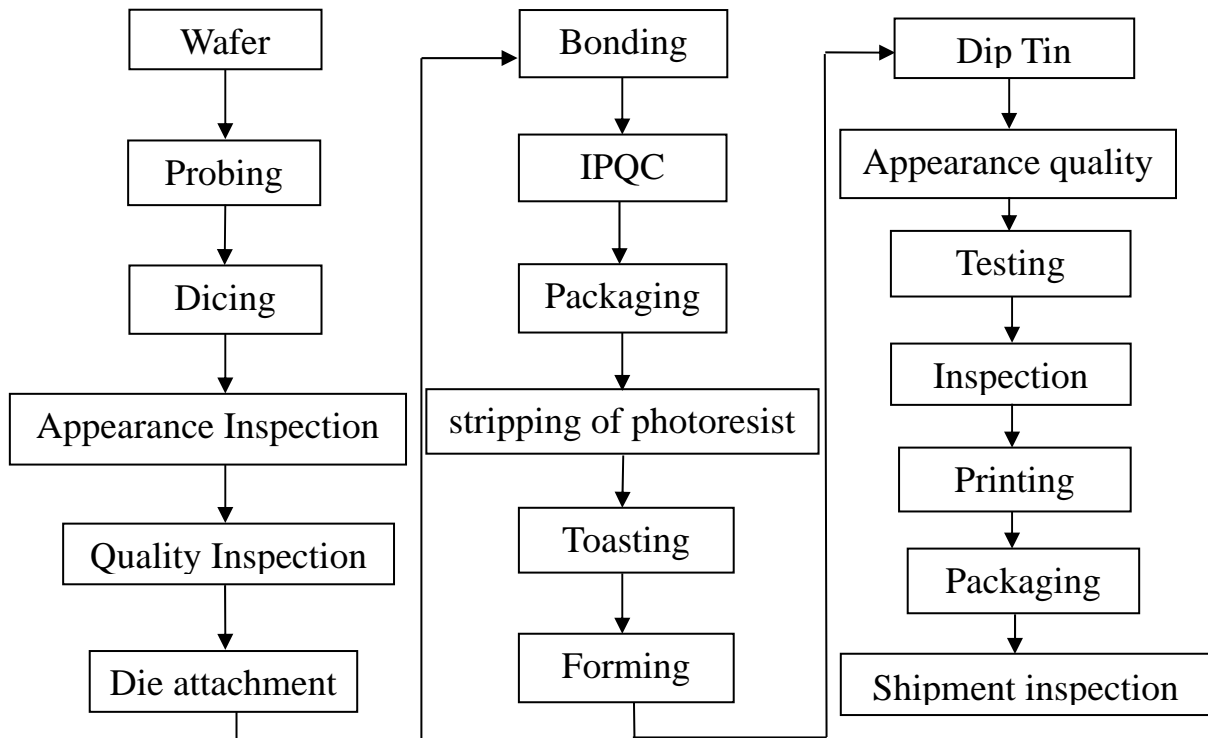 Wafer
Probing
Dicing
Appearance Inspection
Quality Inspection
Die attachment
Bonding
IPQC
Packaging
stripping of photoresist
Toasting
Forming
Dip Tin
Appearance quality
Testing
Inspection
Printing
Packaging
Shipment inspection